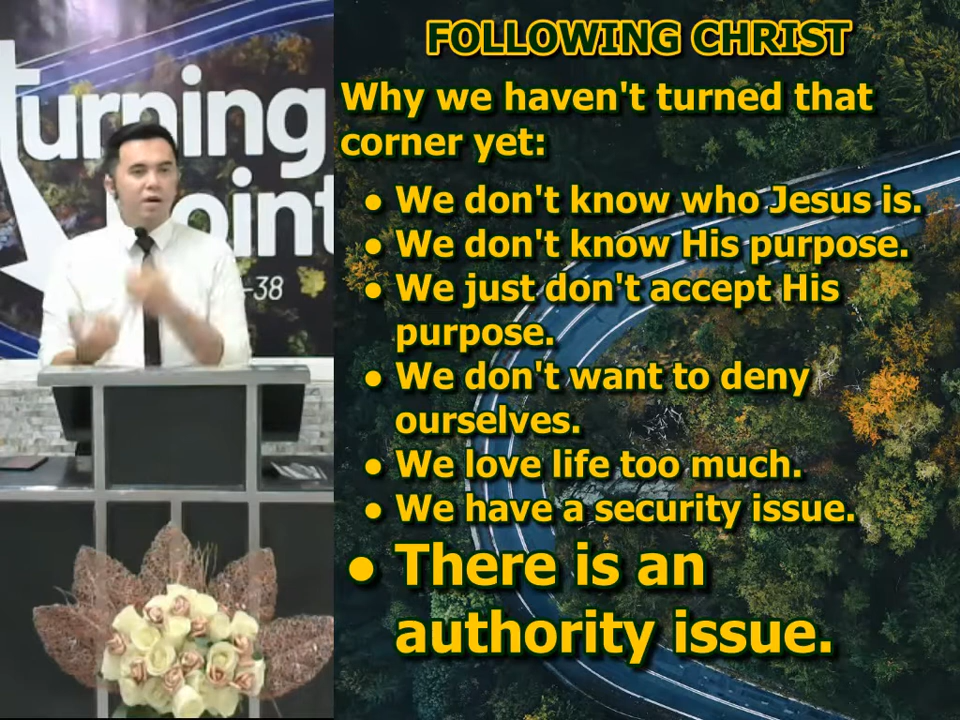 turning
oint
-38
FOLLOWING CHRIST
Why we haven't turned that
corner yet:
● We don't know who Jesus is.
● We don't know His purpose.
● We just don't accept His
purpose.
● We don't want to deny
ourselves.
● We love life too much.
● We have a security issue.
● There is an
authority issue.